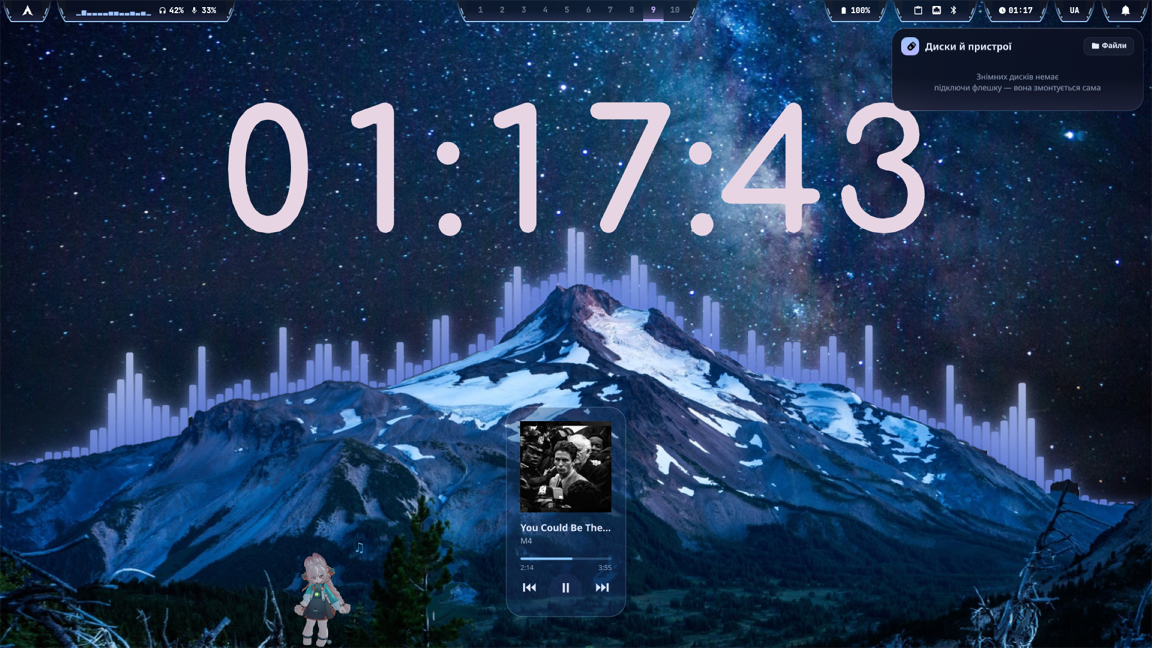 42% 33%
1 2 3 4 5 6 7 8 9 10
100%
01:17
UA
Диски й пристрої
Файли
Знімних дисків немає
підключи флешку — вона змонтується сама
01:17:43
You Could Be The...
M4
2:14 3:55